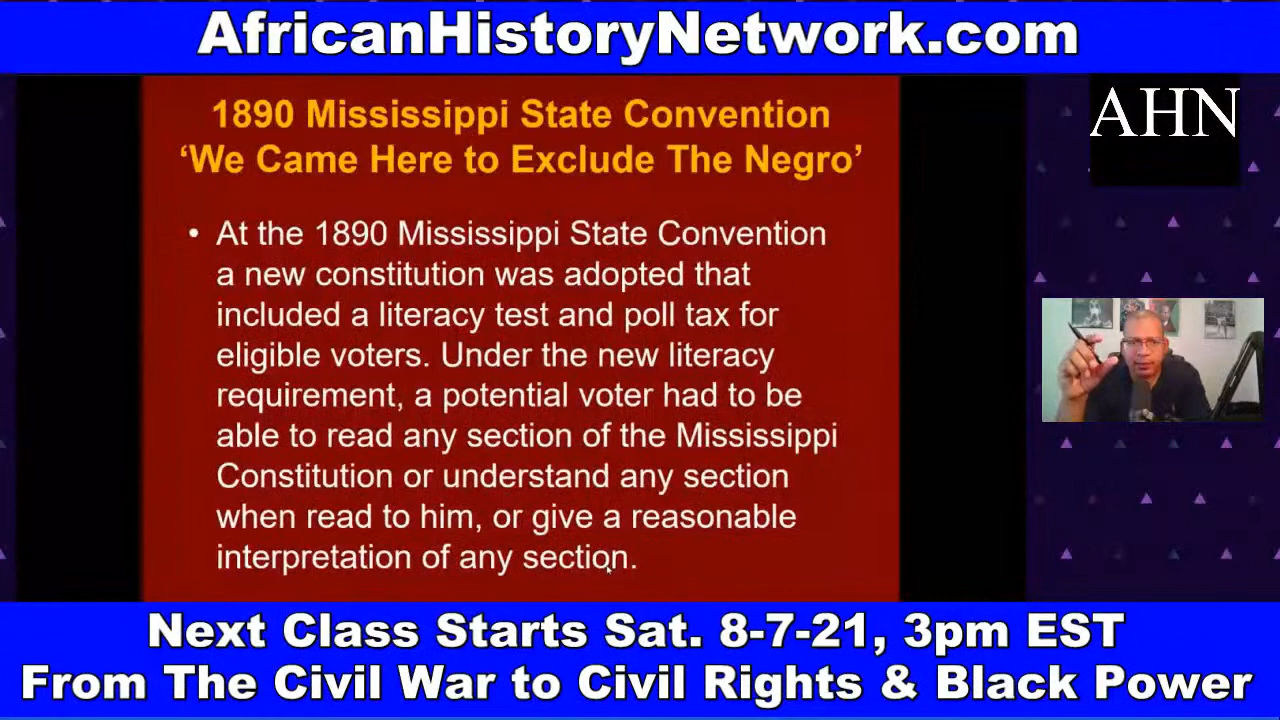 AfricanHistoryNetwork.com
AHN
1890 Mississippi State Convention
‘We Came Here to Exclude The Negro’
• At the 1890 Mississippi State Convention
a new constitution was adopted that
included a literacy test and poll tax for
eligible voters. Under the new literacy
requirement, a potential voter had to be
able to read any section of the Mississippi
Constitution or understand any section
when read to him, or give a reasonable
interpretation of any section.
Next Class Starts Sat. 8-7-21, 3pm EST
From The Civil War to Civil Rights & Black Power